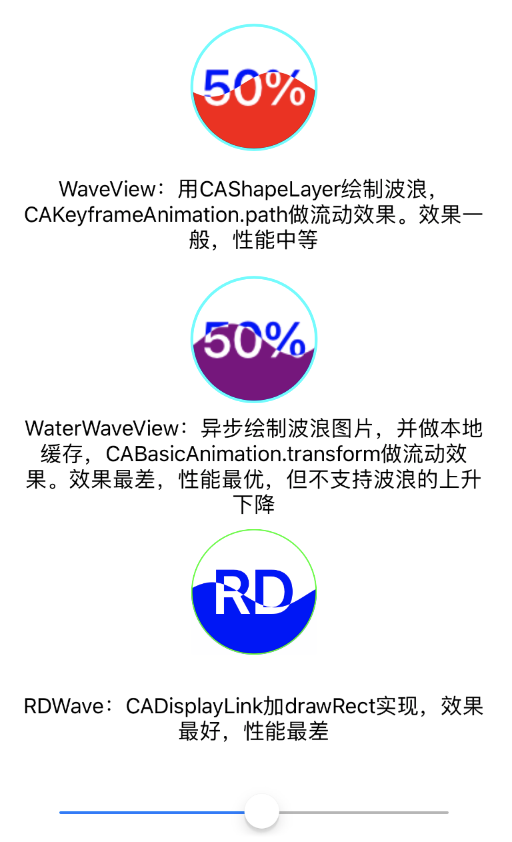 50%
WaveView：用CAShapeLayer绘制波浪，
CAKeyframeAnimation.path做流动效果。效果一
般，性能中等
50%
WaterWaveView：异步绘制波浪图片，并做本地
缓存，CABasicAnimation.transform做流动效
果。效果最差，性能最优，但不支持波浪的上升
下降
RD
RDWave：CADisplayLink加drawRect实现，效果
最好，性能最差